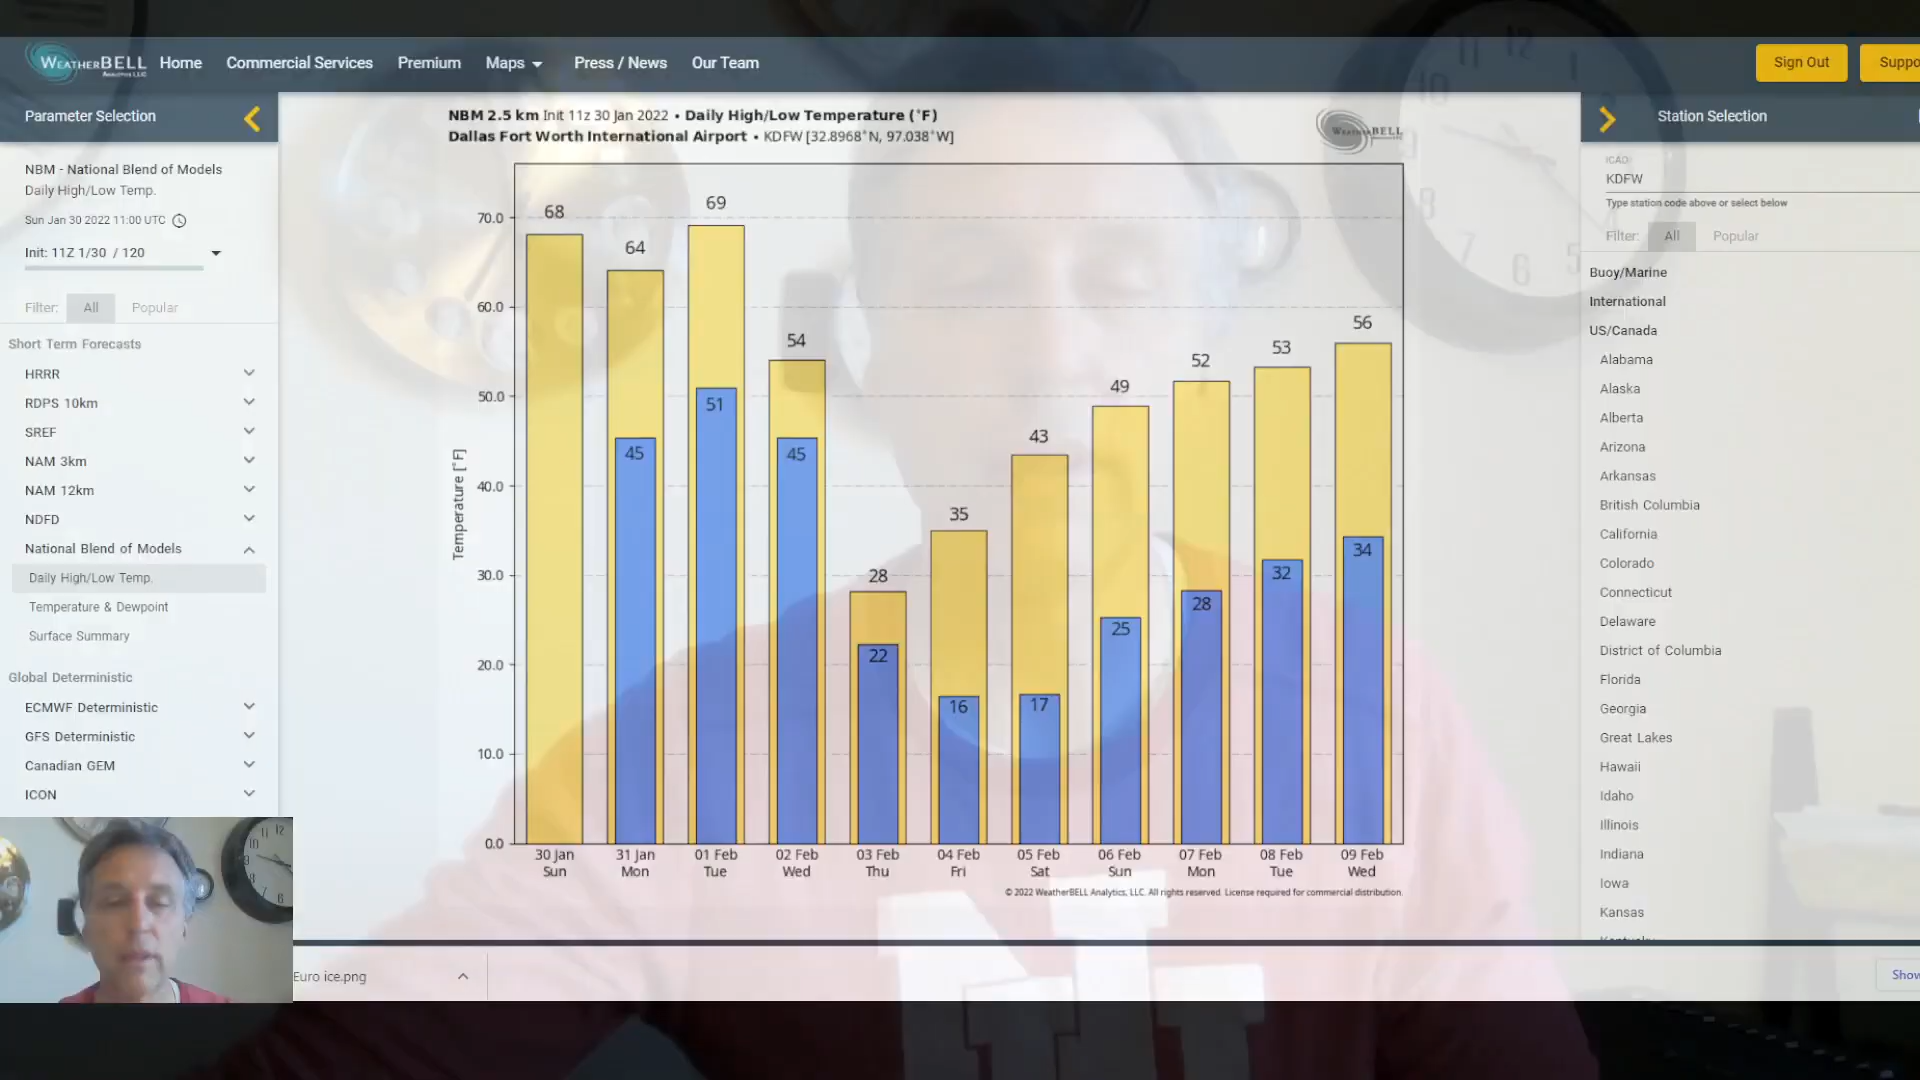 WEATHERBELL
ANALYTICS LLC
Home
Commercial Services
Premium
Maps
Press / News
Our Team
Sign Out
Suppo
Parameter Selection
Station Selection
NBM - National Blend of Models
Daily High/Low Temp.
Sun Jan 30 2022 11:00 UTC
Init: 11Z 1/30 / 120
Filter: All Popular
Short Term Forecasts
HRRR
RDPS 10km
SREF
NAM 3km
NAM 12km
NDFD
National Blend of Models
Daily High/Low Temp.
Temperature & Dewpoint
Surface Summary
Global Deterministic
ECMWF Deterministic
GFS Deterministic
Canadian GEM
ICON
NBM 2.5 km Init 11z 30 Jan 2022 • Daily High/Low Temperature (°F)
Dallas Fort Worth International Airport • KDFW [32.8968°N, 97.038°W]
WEATHERBELL
Temperature [°F]
70.0
60.0
50.0
40.0
30.0
20.0
10.0
0.0
68
64
69
54
28
35
43
49
52
53
56
45
51
45
22
16
17
25
28
32
34
30 Jan
Sun
31 Jan
Mon
01 Feb
Tue
02 Feb
Wed
03 Feb
Thu
04 Feb
Fri
05 Feb
Sat
06 Feb
Sun
07 Feb
Mon
08 Feb
Tue
09 Feb
Wed
© 2022 WeatherBELL Analytics, LLC. All rights reserved. License required for commercial distribution.
ICAO
KDFW
Type station code above or select below
Filter: All Popular
Buoy/Marine
International
US/Canada
Alabama
Alaska
Alberta
Arizona
Arkansas
British Columbia
California
Colorado
Connecticut
Delaware
District of Columbia
Florida
Georgia
Great Lakes
Hawaii
Idaho
Illinois
Indiana
Iowa
Kansas
Euro ice.png
Show